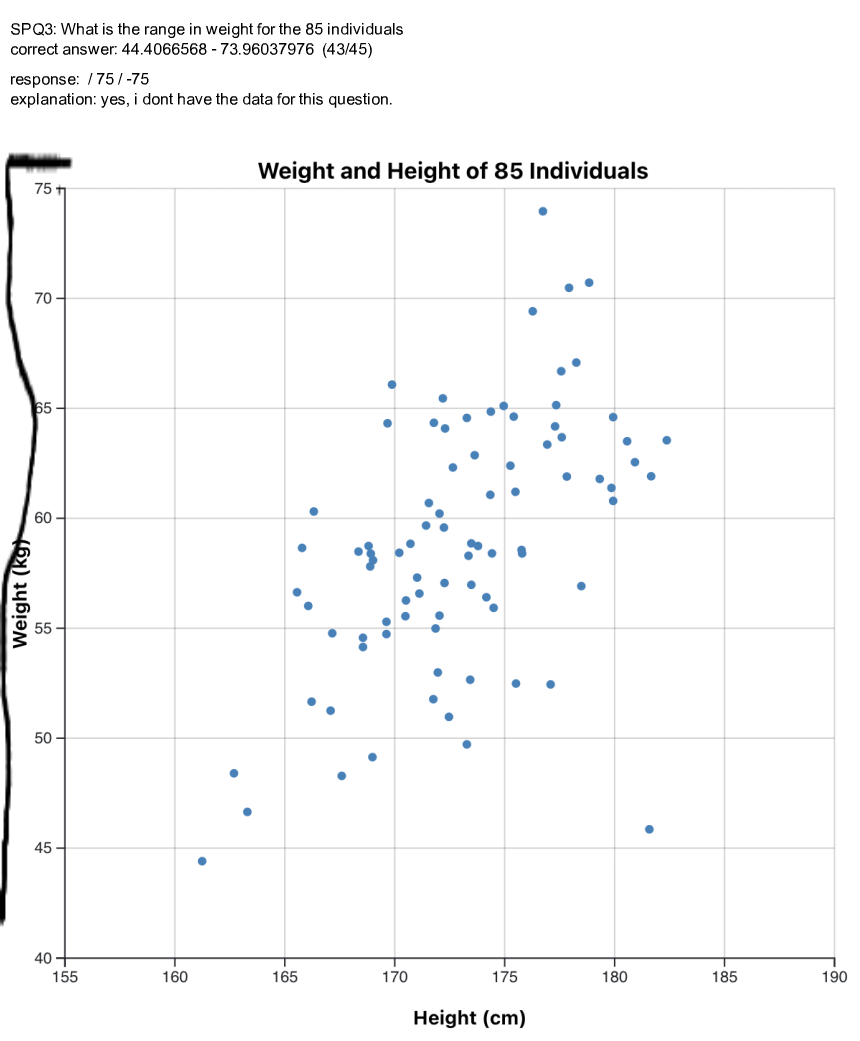 SPQ3: What is the range in weight for the 85 individuals
correct answer: 44.4066568 - 73.96037976  (43/45)
response:  / 75 / -75
explanation: yes, i dont have the data for this question.
Weight and Height of 85 Individuals
75
70
65
60
55
50
45
40
Weight (kg)
155 160 165 170 175 180 185 190
Height (cm)